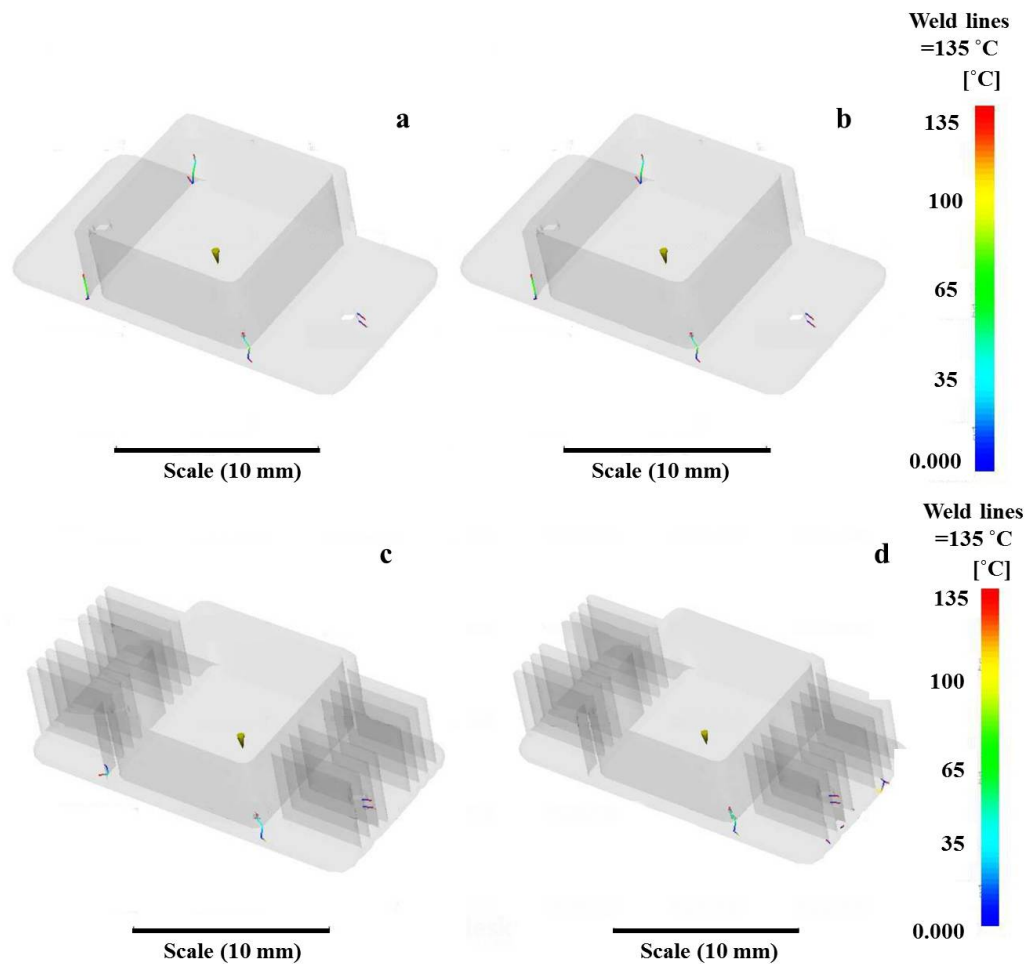 Weld lines
=135 ˚C
[˚C]
a
b
135
100
65
35
0.000
Scale (10 mm)
Scale (10 mm)
Weld lines
=135 ˚C
[˚C]
c
d
135
100
65
35
0.000
Scale (10 mm)
Scale (10 mm)